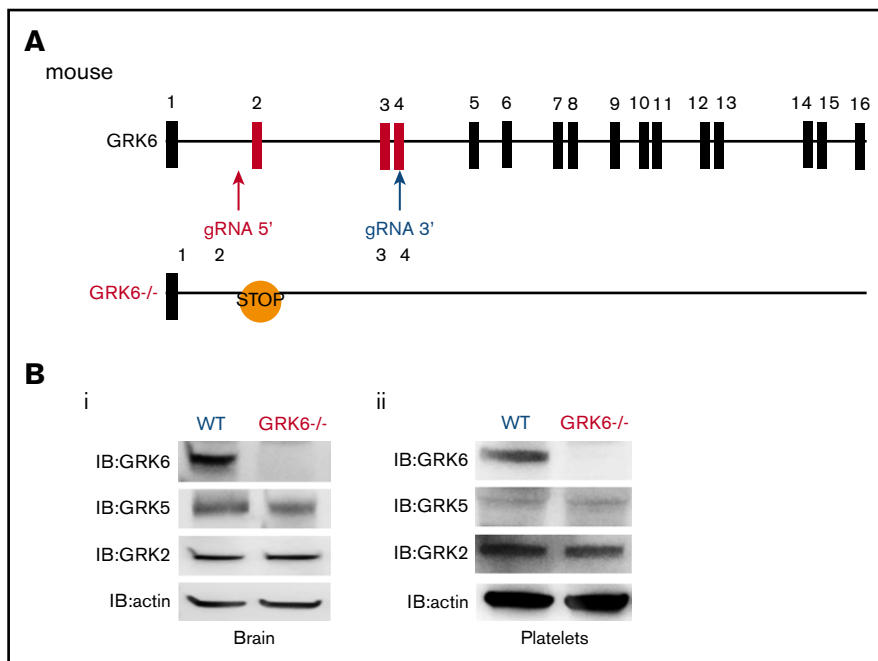 A
mouse
1 2 3 4 5 6 7 8 9 10 11 12 13 14 15 16
GRK6
gRNA 5’ gRNA 3’
1 2 3 4
GRK6-/- STOP
B
i ii
WT GRK6-/- WT GRK6-/-
IB:GRK6 IB:GRK6
IB:GRK5 IB:GRK5
IB:GRK2 IB:GRK2
IB:actin IB:actin
Brain Platelets